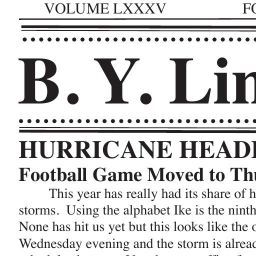 VOLUME LXXXV
B. Y. Lin
HURRICANE HEAD
Football Game Moved to Thu
This year has really had its share of h
storms. Using the alphabet Ike is the ninth
None has hit us yet but this looks like the
Wednesday evening and the storm is alread